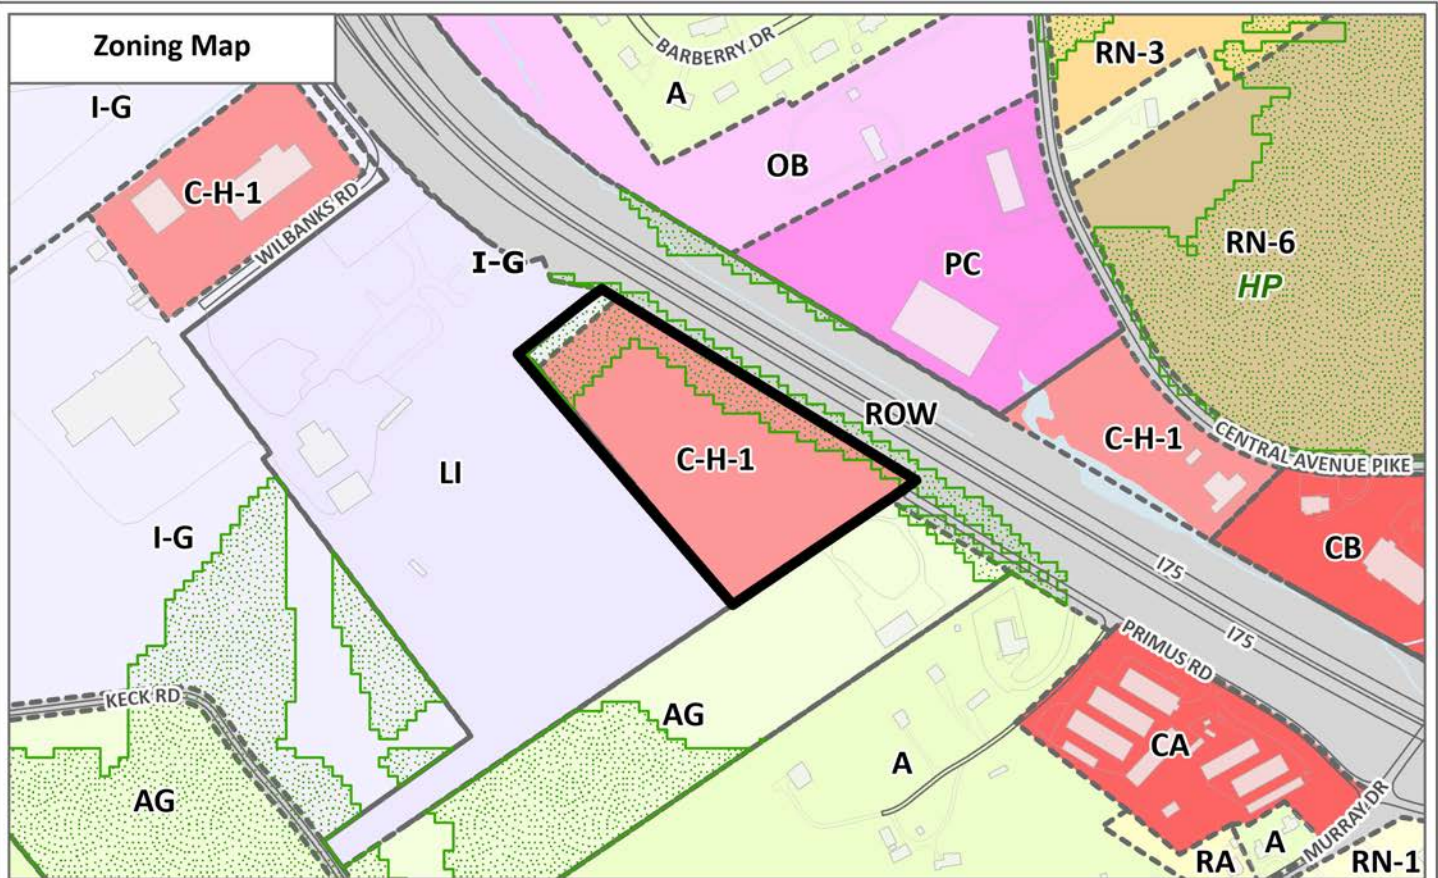 Zoning Map
BARBERRY DR
RN-3
A
I-G
OB
C-H-1
WILBANKS RD
RN-6
HP
I-G
PC
ROW
C-H-1
C-H-1
CENTRAL AVENUE PIKE
LI
I-G
CB
I75
I75
PRIMUS RD
KECK RD
AG
CA
A
AG
MURRAY DR
A
RA
RN-1